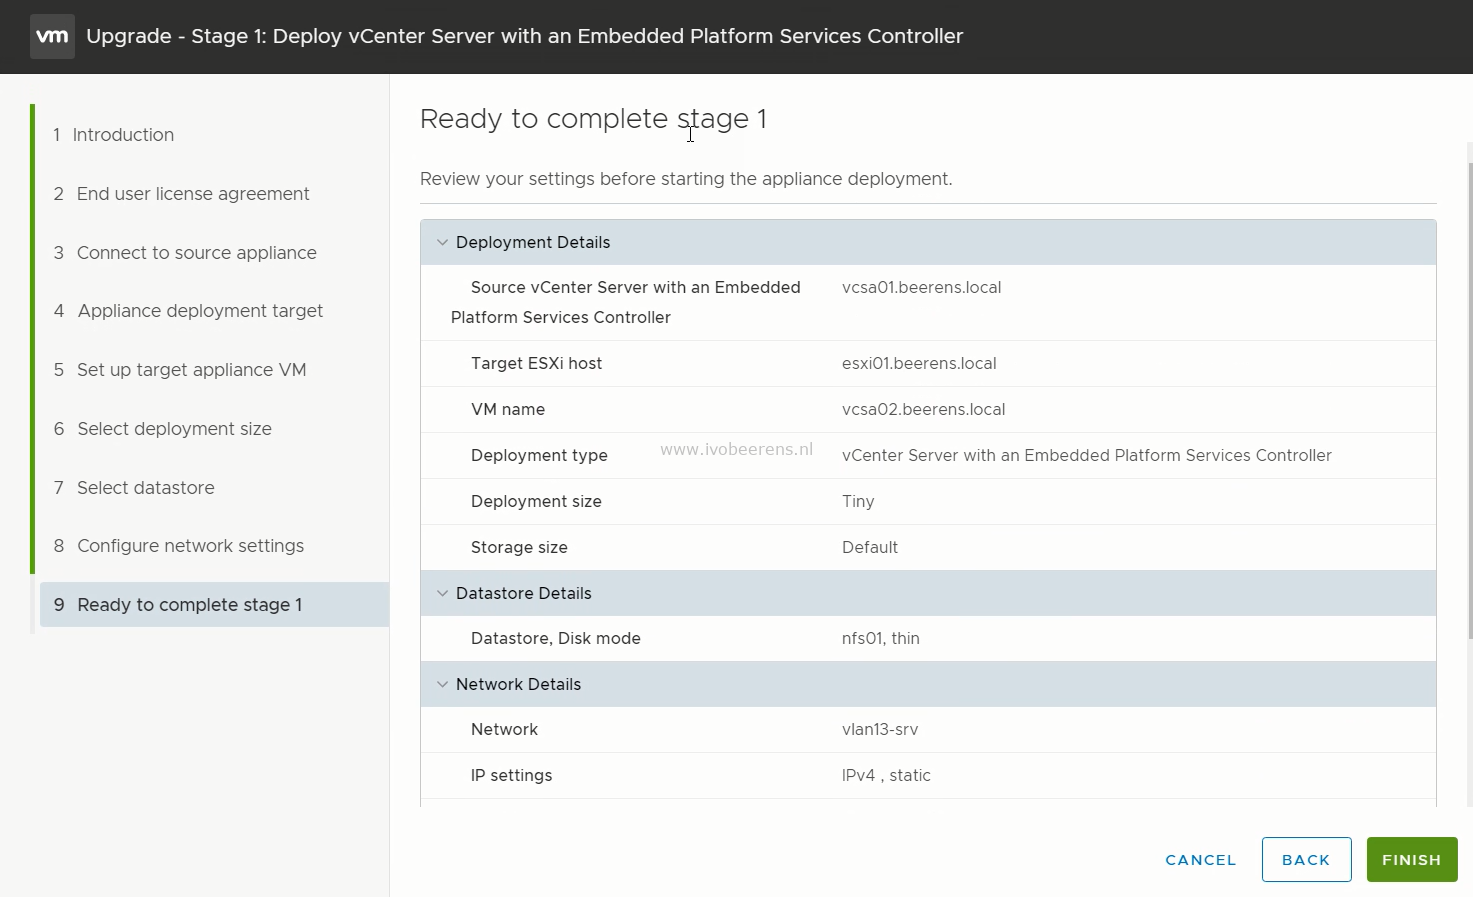 vm Upgrade - Stage 1: Deploy vCenter Server with an Embedded Platform Services Controller
1 Introduction
2 End user license agreement
3 Connect to source appliance
4 Appliance deployment target
5 Set up target appliance VM
6 Select deployment size
7 Select datastore
8 Configure network settings
9 Ready to complete stage 1
Ready to complete stage 1
Review your settings before starting the appliance deployment.
Deployment Details
Source vCenter Server with an Embedded vcsa01.beerens.local
Platform Services Controller
Target ESXi host esxi01.beerens.local
VM name vcsa02.beerens.local
www.ivobeerens.nl
Deployment type vCenter Server with an Embedded Platform Services Controller
Deployment size Tiny
Storage size Default
Datastore Details
Datastore, Disk mode nfs01, thin
Network Details
Network vlan13-srv
IP settings IPv4 , static
CANCEL BACK FINISH